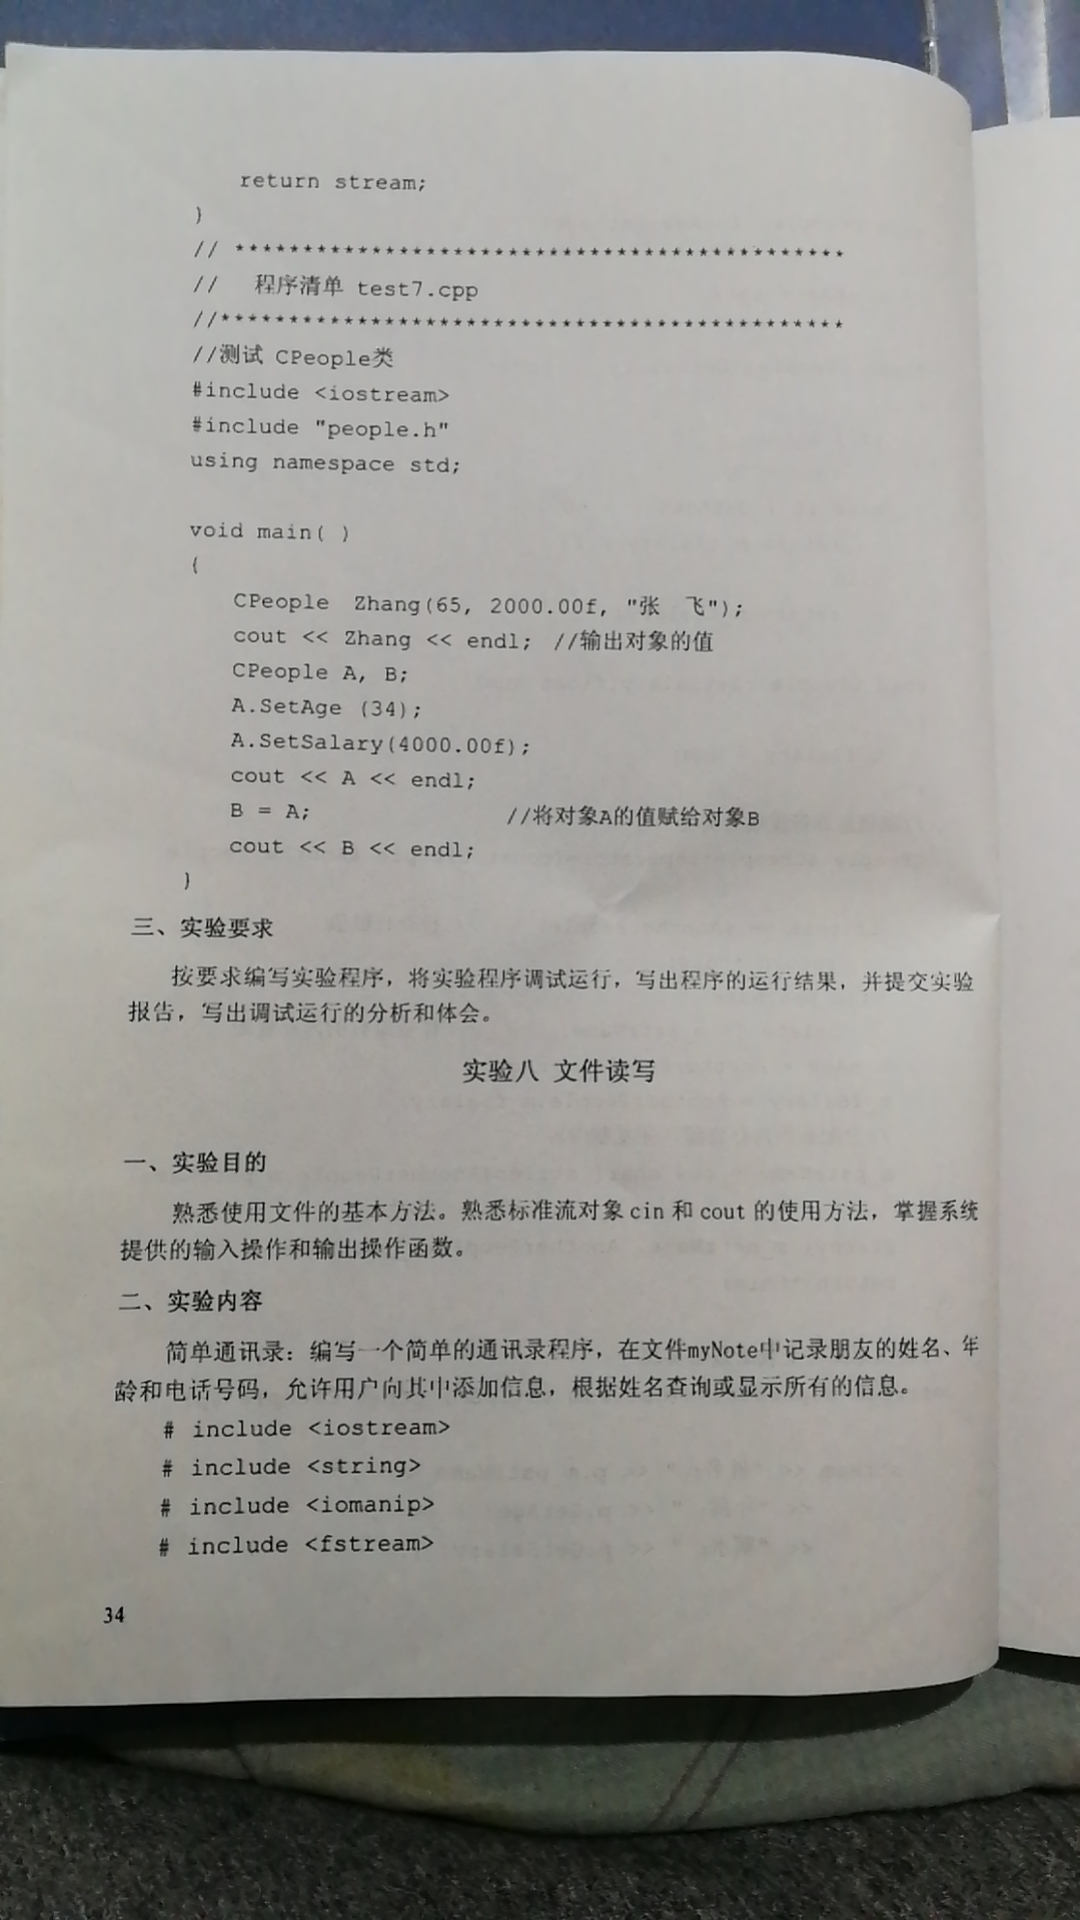 return stream;
}
// *********************************************
// 程序清单 test7.cpp
//**********************************************
//测试 CPeople类
#include <iostream>
#include "people.h"
using namespace std;
void main( )
{
CPeople Zhang(65, 2000.00f, "张 飞");
cout << Zhang << endl; //输出对象的值
CPeople A, B;
A.SetAge (34);
A.SetSalary(4000.00f);
cout << A << endl;
B = A; //将对象A的值赋给对象B
cout << B << endl;
}
三、实验要求
按要求编写实验程序，将实验程序调试运行，写出程序的运行结果，并提交实验
报告，写出调试运行的分析和体会。
实验八 文件读写
一、实验目的
熟悉使用文件的基本方法。熟悉标准流对象 cin 和 cout 的使用方法，掌握系统
提供的输入操作和输出操作函数。
二、实验内容
简单通讯录：编写一个简单的通讯录程序，在文件myNote中记录朋友的姓名、年
龄和电话号码，允许用户向其中添加信息，根据姓名查询或显示所有的信息。
# include <iostream>
# include <string>
# include <iomanip>
# include <fstream>
34